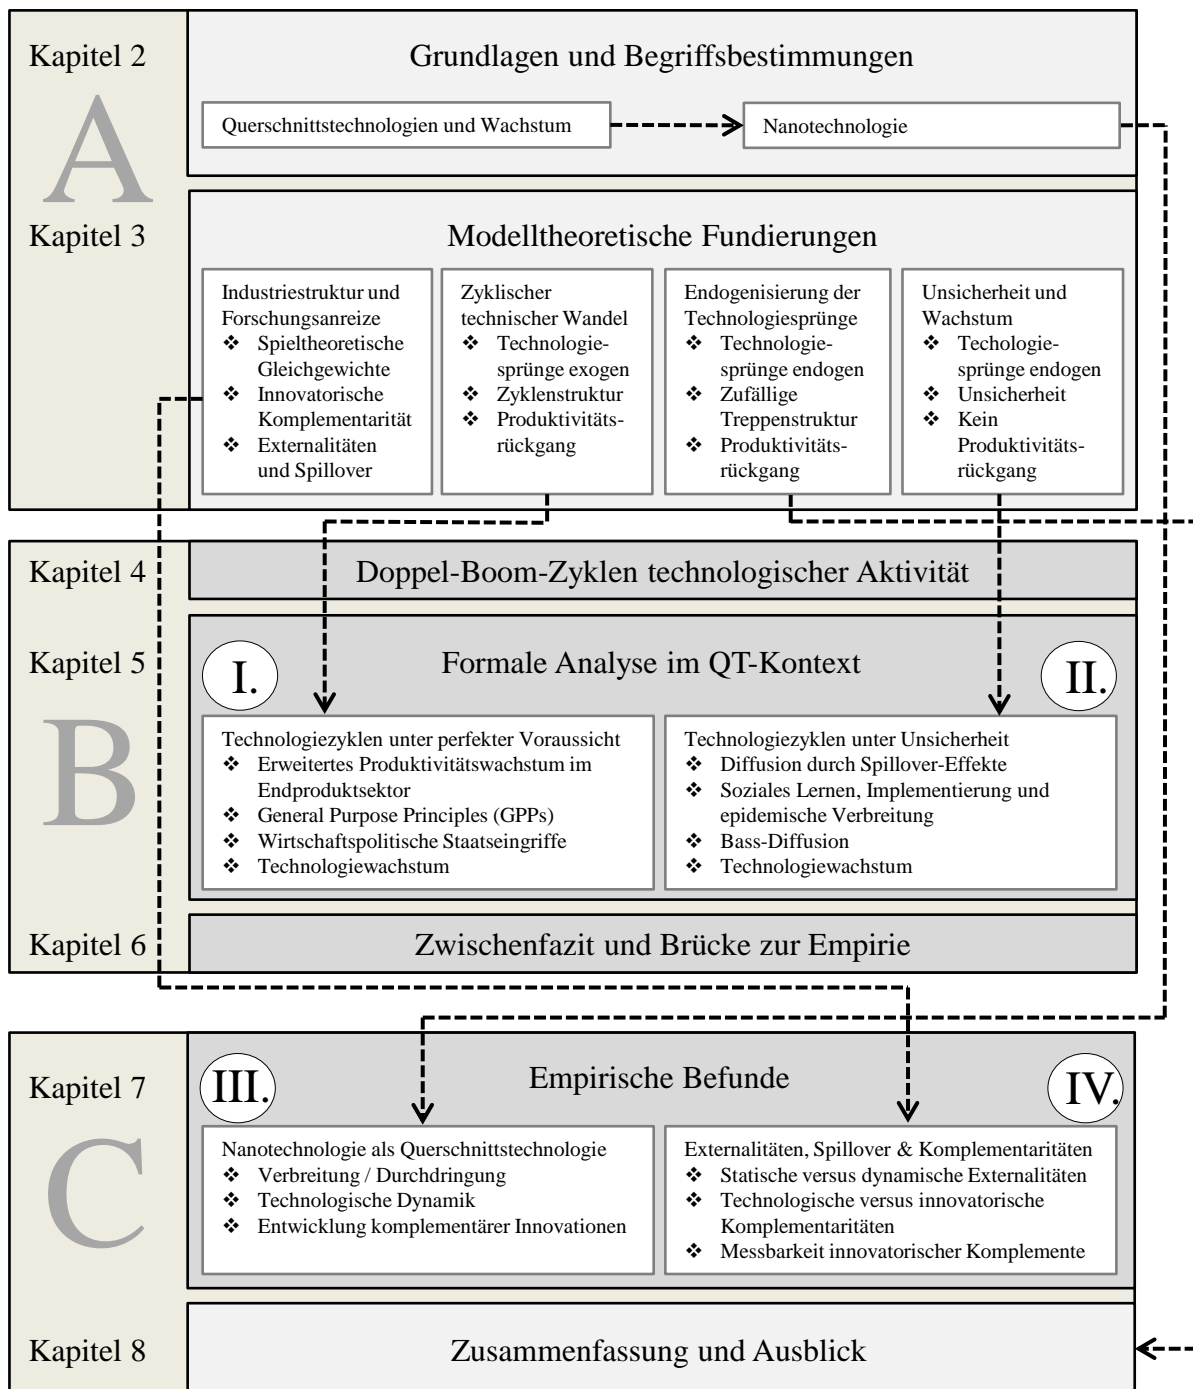 Kapitel 2
Grundlagen und Begriffsbestimmungen
A
Querschnittstechnologien und Wachstum
Nanotechnologie
Kapitel 3
Modelltheoretische Fundierungen
Industriestruktur und
Forschungsanreize
❖ Spieltheoretische
Gleichgewichte
❖ Innovatorische
Komplementarität
❖ Externalitäten
und Spillover
Zyklischer
technischer Wandel
❖ Technologie-
sprünge exogen
❖ Zyklenstruktur
❖ Produktivitäts-
rückgang
Endogenisierung der
Technologiesprünge
❖ Technologie-
sprünge endogen
❖ Zufällige
Treppenstruktur
❖ Produktivitäts-
rückgang
Unsicherheit und
Wachstum
❖ Techologie-
sprünge endogen
❖ Unsicherheit
❖ Kein
Produktivitäts-
rückgang
Kapitel 4
Doppel-Boom-Zyklen technologischer Aktivität
Kapitel 5
B
I.
Formale Analyse im QT-Kontext
II.
Technologiezyklen unter perfekter Voraussicht
❖ Erweitertes Produktivitätswachstum im
Endproduktsektor
❖ General Purpose Principles (GPPs)
❖ Wirtschaftspolitische Staatseingriffe
❖ Technologiewachstum
Technologiezyklen unter Unsicherheit
❖ Diffusion durch Spillover-Effekte
❖ Soziales Lernen, Implementierung und
epidemische Verbreitung
❖ Bass-Diffusion
❖ Technologiewachstum
Kapitel 6
Zwischenfazit und Brücke zur Empirie
Kapitel 7
C
III.
Empirische Befunde
IV.
Nanotechnologie als Querschnittstechnologie
❖ Verbreitung / Durchdringung
❖ Technologische Dynamik
❖ Entwicklung komplementärer Innovationen
Externalitäten, Spillover & Komplementaritäten
❖ Statische versus dynamische Externalitäten
❖ Technologische versus innovatorische
Komplementaritäten
❖ Messbarkeit innovatorischer Komplemente
Kapitel 8
Zusammenfassung und Ausblick